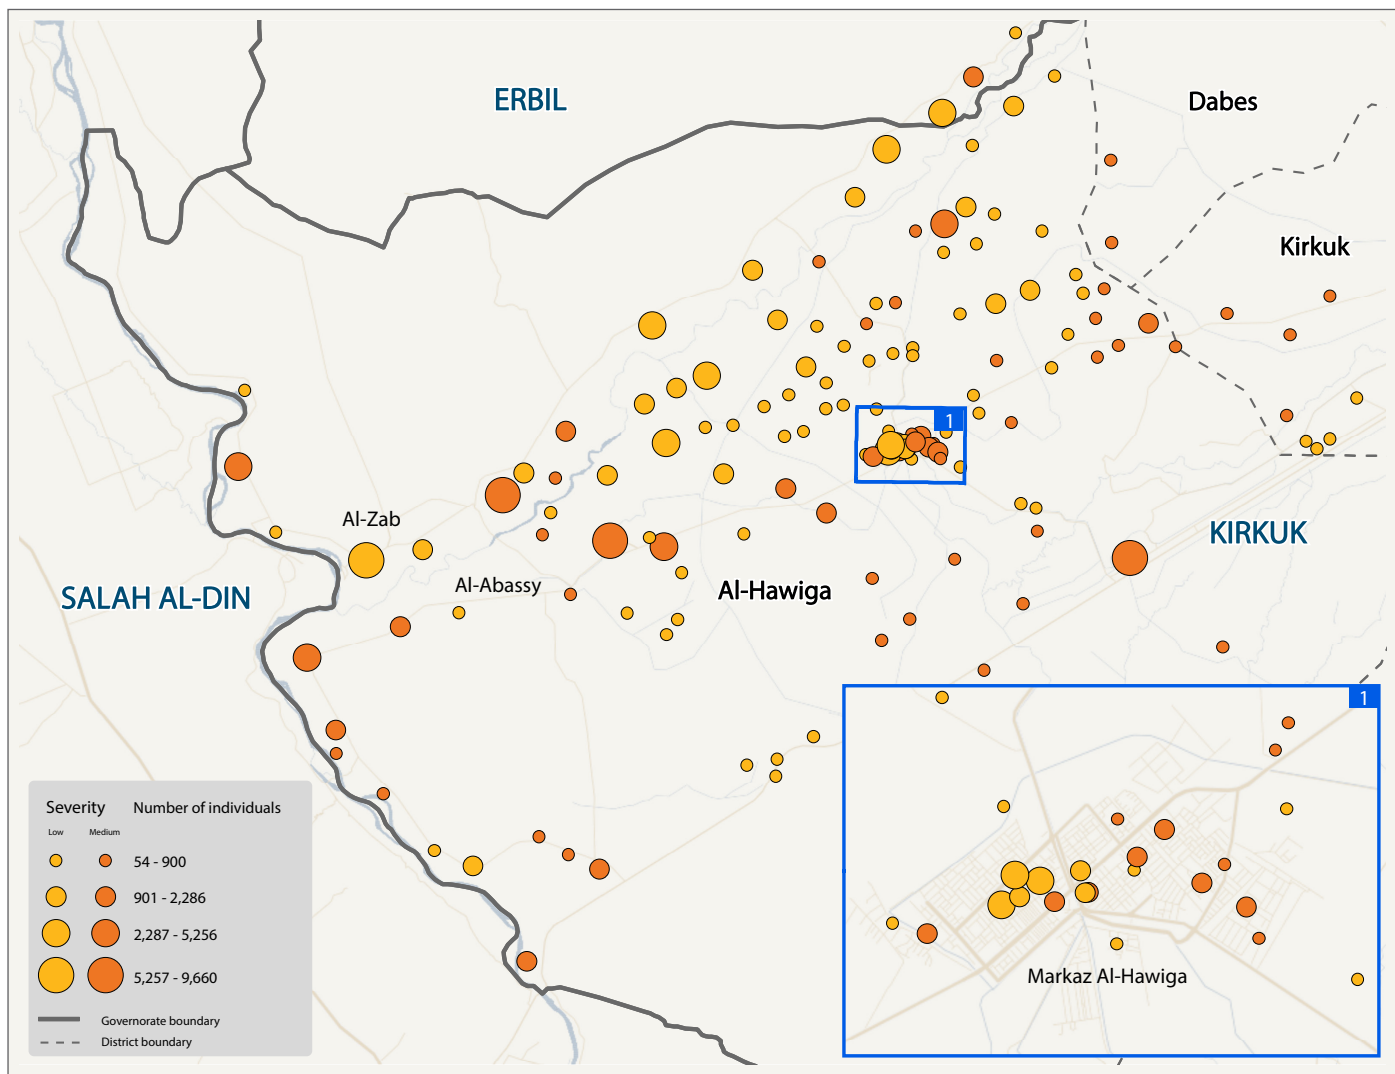 ERBIL
Dabes
Kirkuk
1
Al-Zab
KIRKUK
Al-Abassy
Al-Hawiga
SALAH AL-DIN
1
Markaz Al-Hawiga
Severity Number of individuals
Low Medium
54 - 900
901 - 2,286
2,287 - 5,256
5,257 - 9,660
Governorate boundary
District boundary